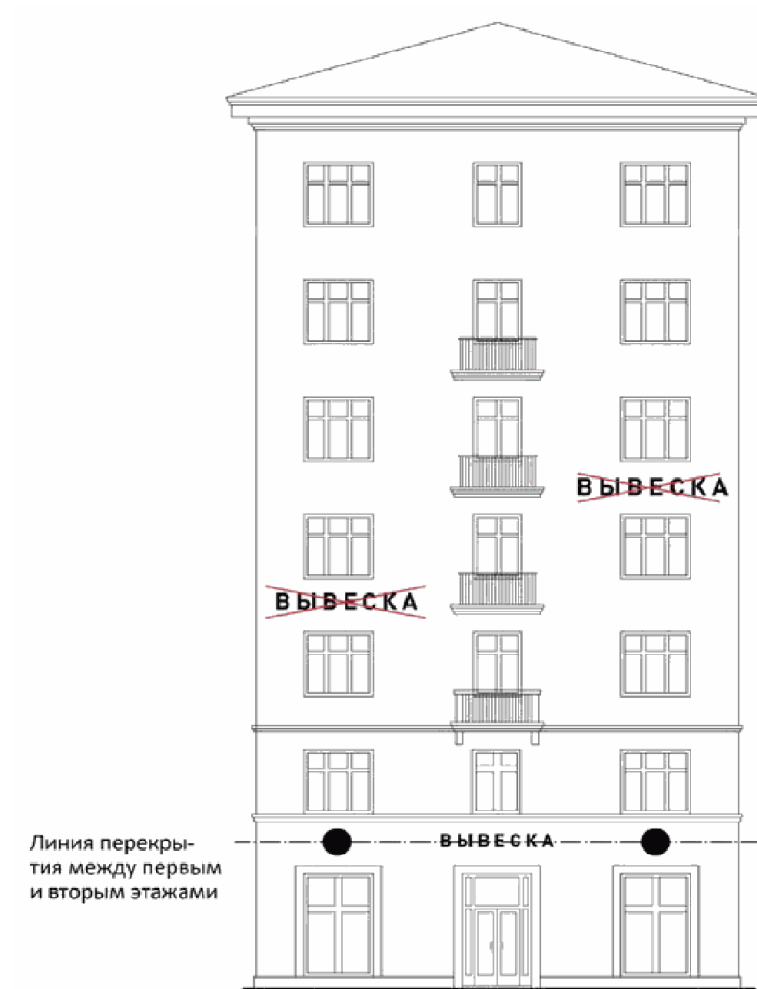 ВЫВЕСКА
ВЫВЕСКА
Линия перекры-
тия между первым
и вторым этажами
ВЫВЕСКА